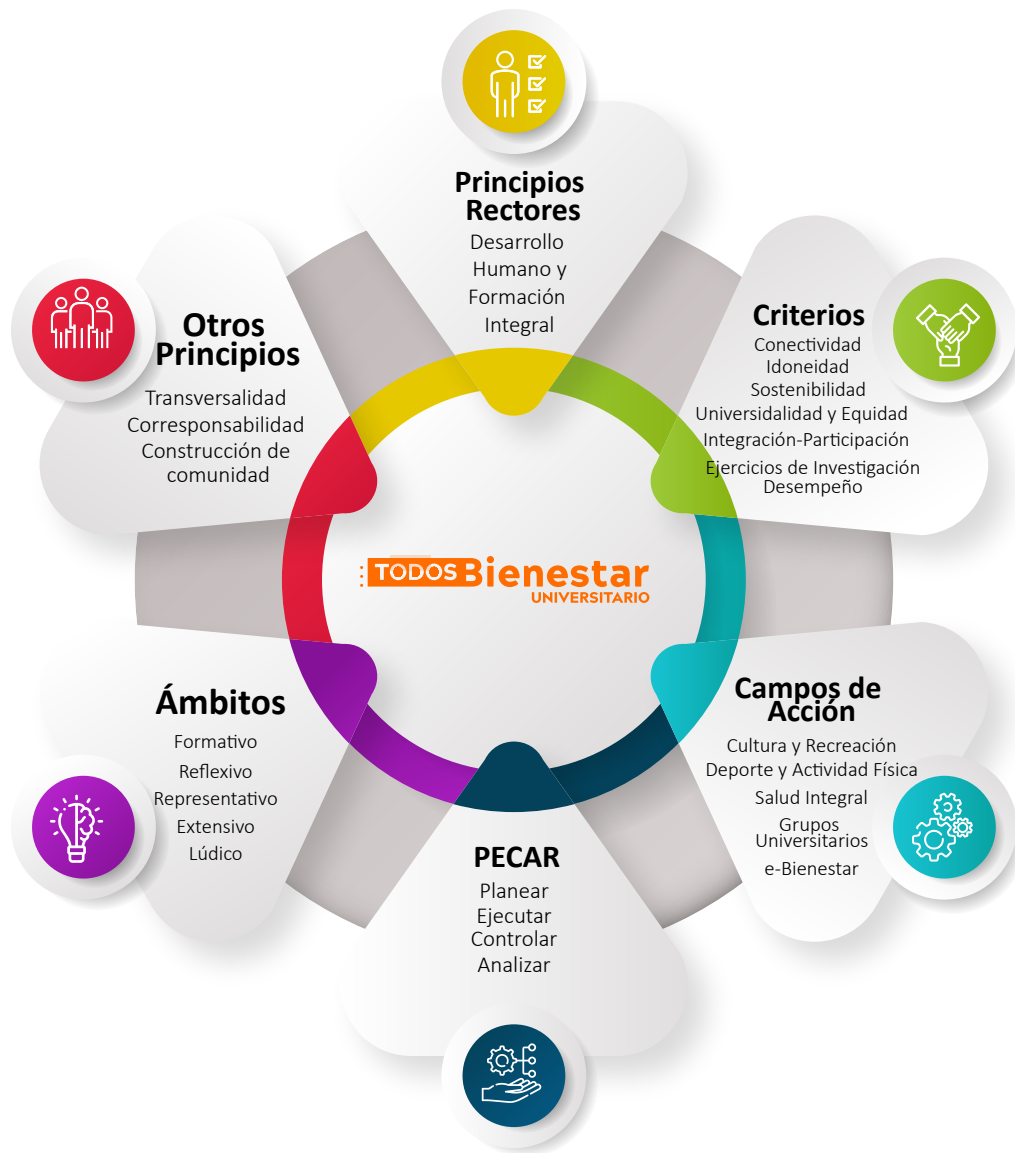 Principios
Rectores
Desarrollo
Humano y
Formación
Integral
Criterios
Conectividad
Idoneidad
Sostenibilidad
Universidalidad y Equidad
Integración-Participación
Ejercicios de Investigación
Desempeño
Campos de
Acción
Cultura y Recreación
Deporte y Actividad Física
Salud Integral
Grupos
Universitarios
e-Bienestar
PECAR
Planear
Ejecutar
Controlar
Analizar
Ámbitos
Formativo
Reflexivo
Representativo
Extensivo
Lúdico
Otros
Principios
Transversalidad
Corresponsabilidad
Construcción de
comunidad
TODOS Bienestar
UNIVERSITARIO